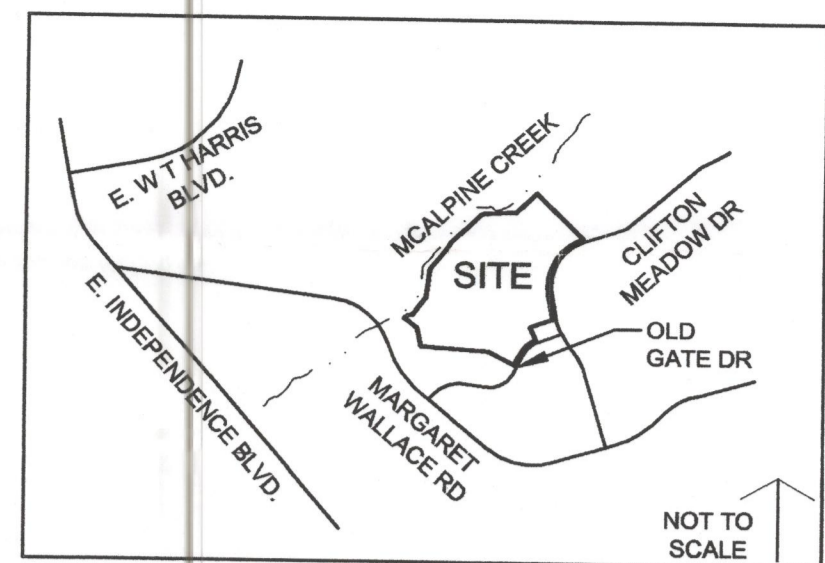 E. W T HARRIS
BLVD.
MCALPINE CREEK
CLIFTON
MEADOW DR
SITE
OLD
GATE DR
E. INDEPENDENCE BLVD.
MARGARET
WALLACE RD
NOT TO
SCALE